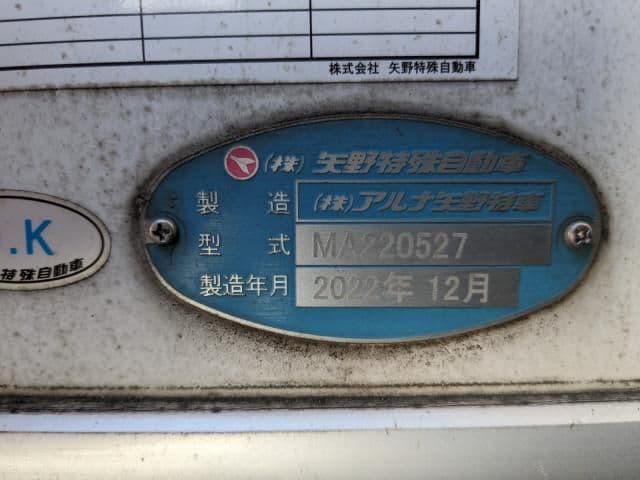 株式会社 矢野特殊自動車
(株) 矢野特殊自動車
製造 (株)アルナ矢野特車
型式 MA220527
製造年月 2022年 12月
.K
特殊自動車